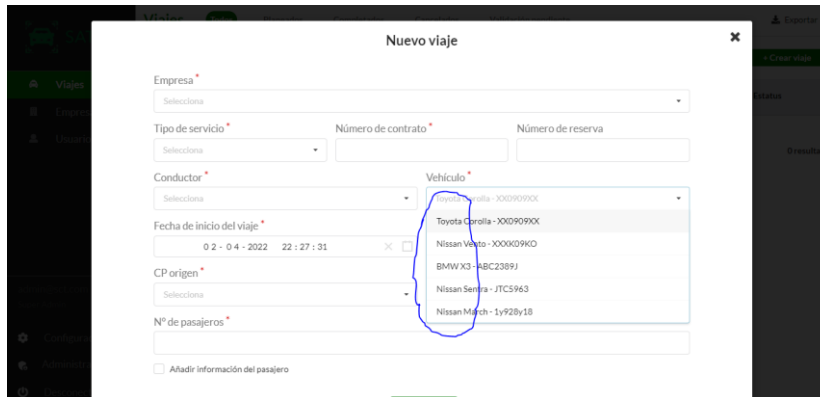 Viajes
Exportar
Nuevo viaje
+ Crear viaje
Viajes
Empresa *
Selecciona
Estatus
Tipo de servicio *
Número de contrato *
Número de reserva
Selecciona
Conductor *
Vehículo *
Selecciona
Toyota Corolla - XX0909XX
Fecha de inicio del viaje *
Toyota Corolla - XX0909XX
02-04-2022 22:27:31
Nissan Vento - XXXK09KO
CP origen *
BMW X3 - ABC2389J
Selecciona
Nissan Sentra - JTC5963
Nissan March - 1y928y18
Nº de pasajeros *
Añadir información del pasajero